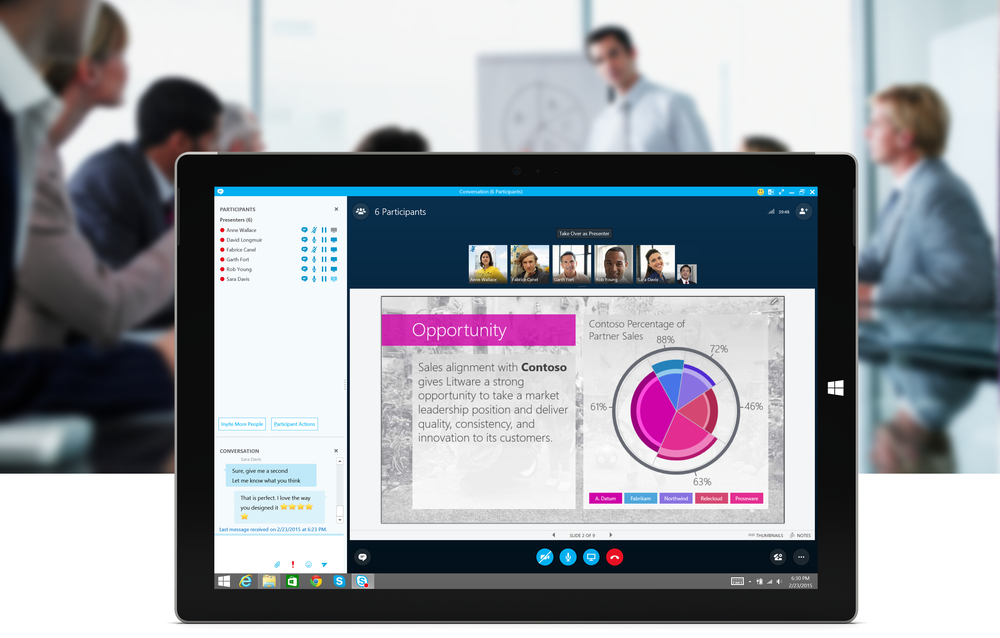 Conversation (6 Participants)
PARTICIPANTS
Presenters (6)
Anne Wallace
David Longmuir
Fabrice Canel
Garth Fort
Rob Young
Sara Davis
Invite More People
Participant Actions
CONVERSATION
Sara Davis
Sure, give me a second
Let me know what you think
That is perfect. I love the way
you designed it
Last message received on 2/23/2015 at 6:23 PM.
6 Participants
39:48
Take Over as Presenter
Anne Wallace
Fabrice Canel
Garth Fort
Rob Young
Sara Davis
Opportunity
Sales alignment with Contoso
gives Litware a strong
opportunity to take a market
leadership position and deliver
quality, consistency, and
innovation to its customers.
Contoso Percentage of
Partner Sales
88%
72%
61%
46%
63%
A. Datum
Fabrikam
Northwind
Relecloud
Proseware
SLIDE 2 OF 9
THUMBNAILS
NOTES
6:30 PM
2/23/2015